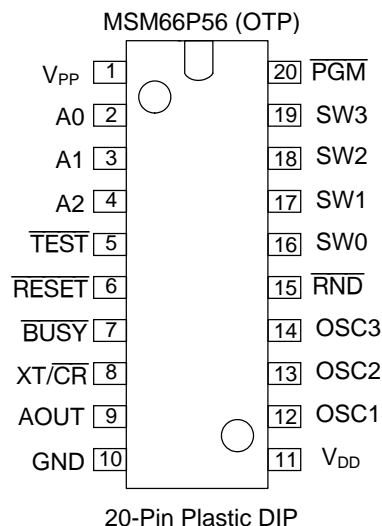 MSM66P56 (OTP)
VPP 1 20 PGM
A0 2 19 SW3
A1 3 18 SW2
A2 4 17 SW1
TEST 5 16 SW0
RESET 6 15 RND
BUSY 7 14 OSC3
XT/CR 8 13 OSC2
AOUT 9 12 OSC1
GND 10 11 VDD
20-Pin Plastic DIP